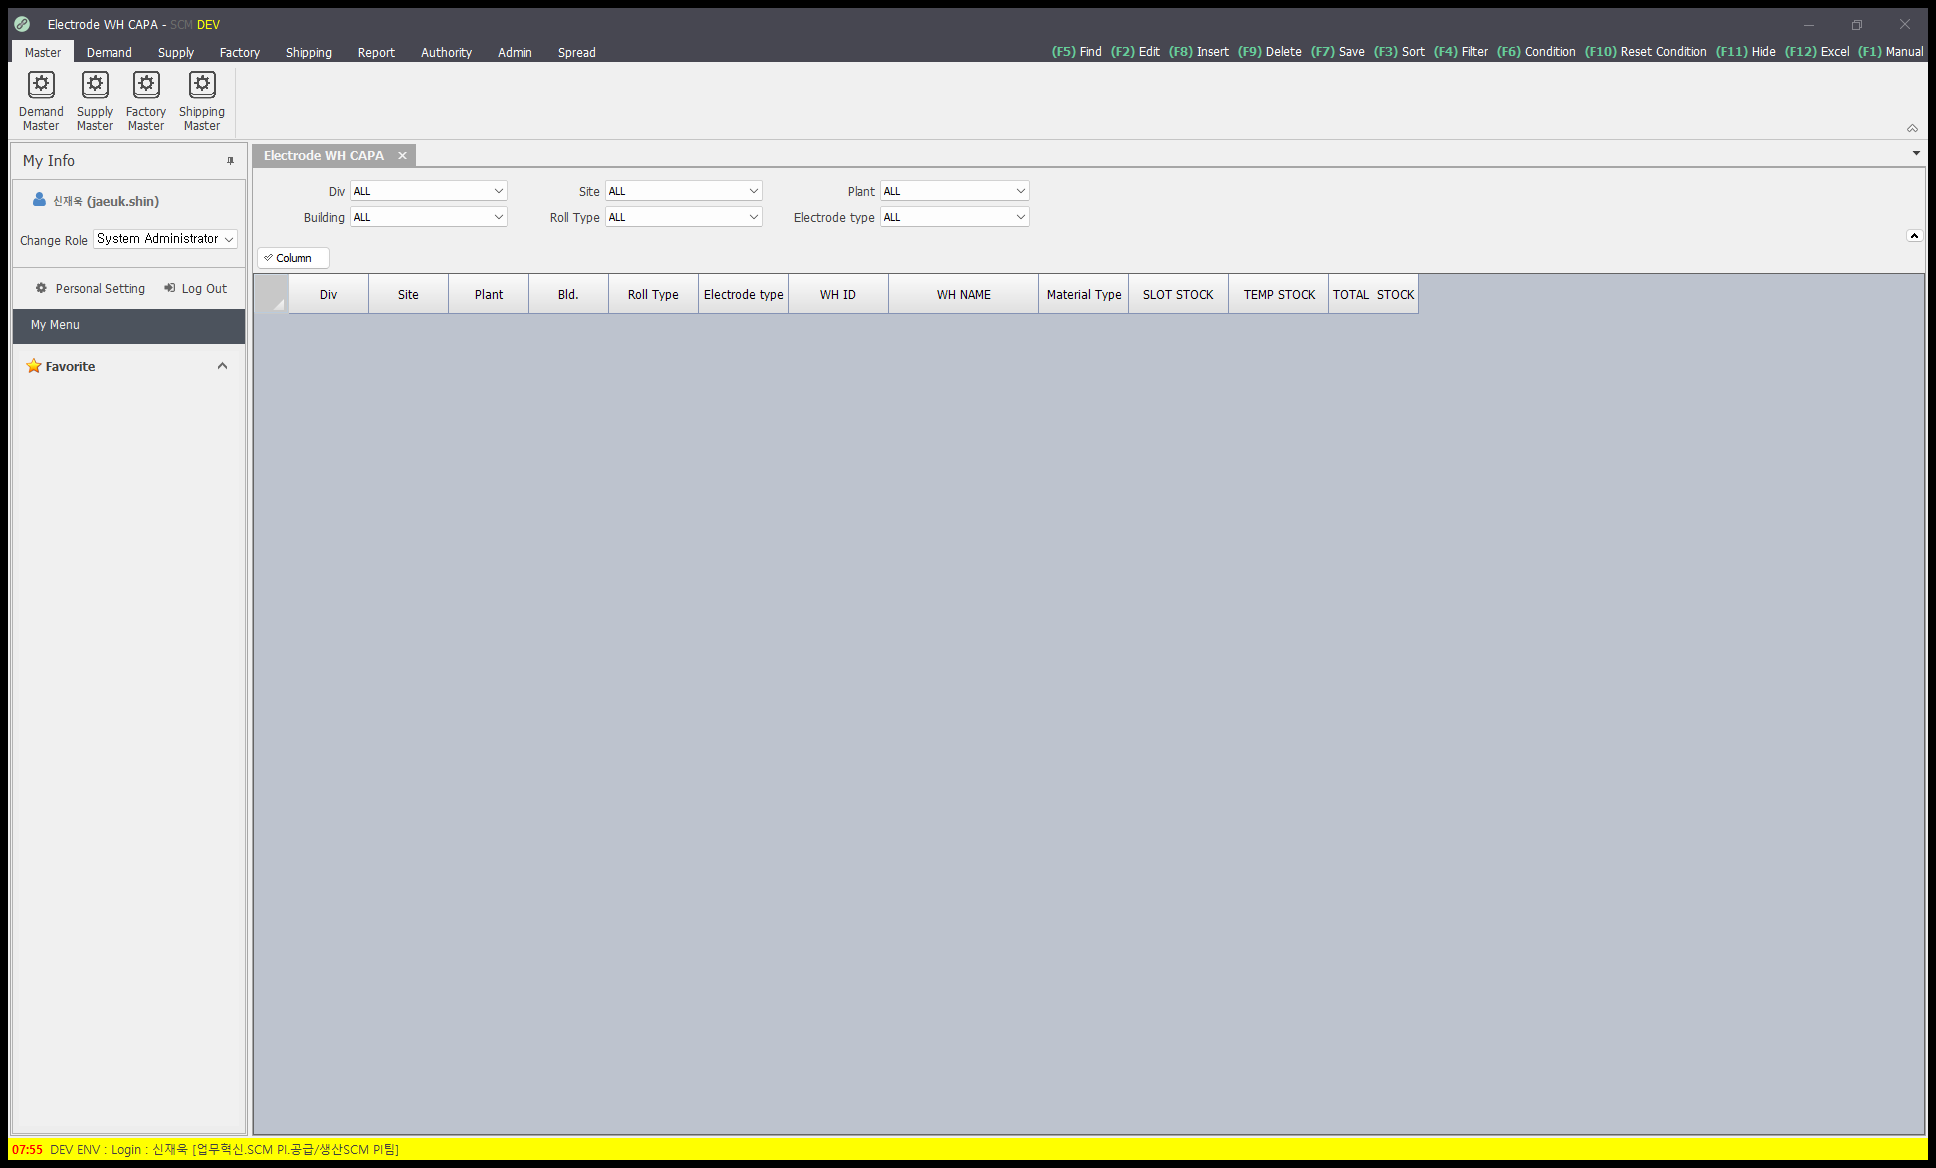 Electrode WH CAPA - SCM DEV
Master Demand Supply Factory Shipping Report Authority Admin Spread
(F5) Find (F2) Edit (F8) Insert (F9) Delete (F7) Save (F3) Sort (F4) Filter (F6) Condition (F10) Reset Condition (F11) Hide (F12) Excel (F1) Manual
Demand Master
Supply Master
Factory Master
Shipping Master
My Info
신재욱 (jaeuk.shin)
Change Role System Administrator
Personal Setting Log Out
My Menu
Favorite
Electrode WH CAPA
Div ALL Site ALL Plant ALL
Building ALL Roll Type ALL Electrode type ALL
Column
Div Site Plant Bld. Roll Type Electrode type WH ID WH NAME Material Type SLOT STOCK TEMP STOCK TOTAL STOCK
07:55 DEV ENV : Login : 신재욱 [업무혁신.SCM PI.공급/생산SCM PI팀]